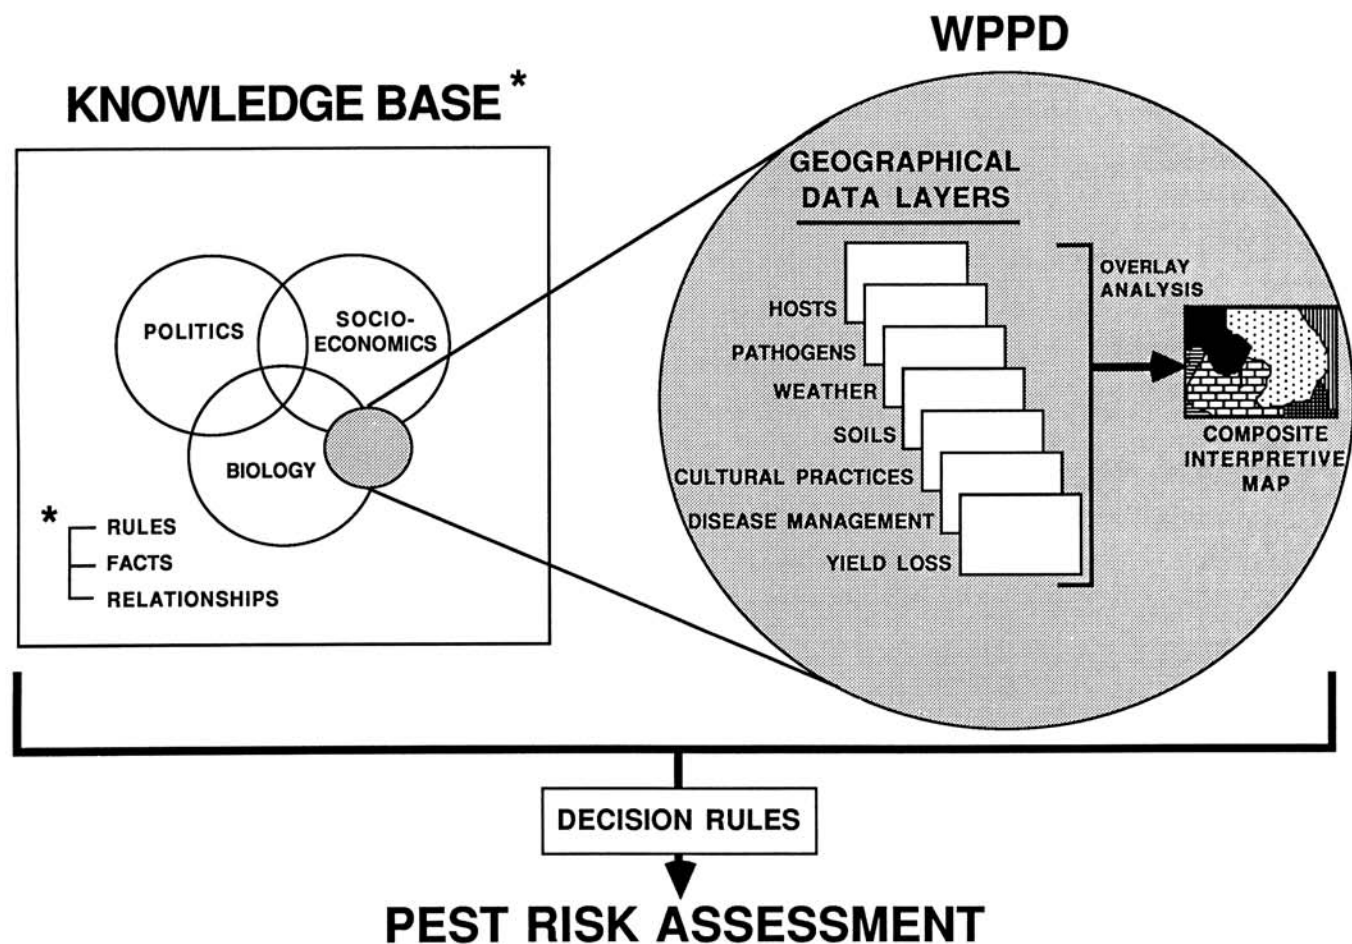 WPPD
KNOWLEDGE BASE *
GEOGRAPHICAL
DATA LAYERS
POLITICS
SOCIO-
ECONOMICS
BIOLOGY
*
RULES
FACTS
RELATIONSHIPS
HOSTS
PATHOGENS
WEATHER
SOILS
CULTURAL PRACTICES
DISEASE MANAGEMENT
YIELD LOSS
OVERLAY
ANALYSIS
COMPOSITE
INTERPRETIVE
MAP
DECISION RULES
PEST RISK ASSESSMENT